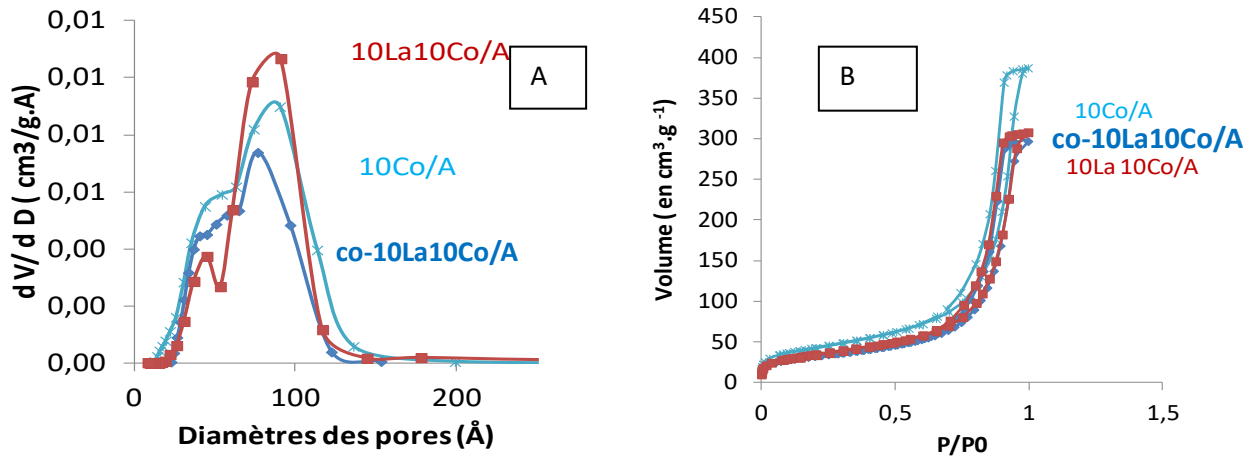 0,01
0,01
0,01
0,01
0,00
0,00
0,00
0
100
200
d V/ d D ( cm3/g.A)
Diamètres des pores (Å)
10La10Co/A
10Co/A
co-10La10Co/A
A
450
400
350
300
250
200
150
100
50
0
0
0,5
1
1,5
Volume ( en cm³.g⁻¹)
P/P0
B
10Co/A
co-10La10Co/A
10La 10Co/A